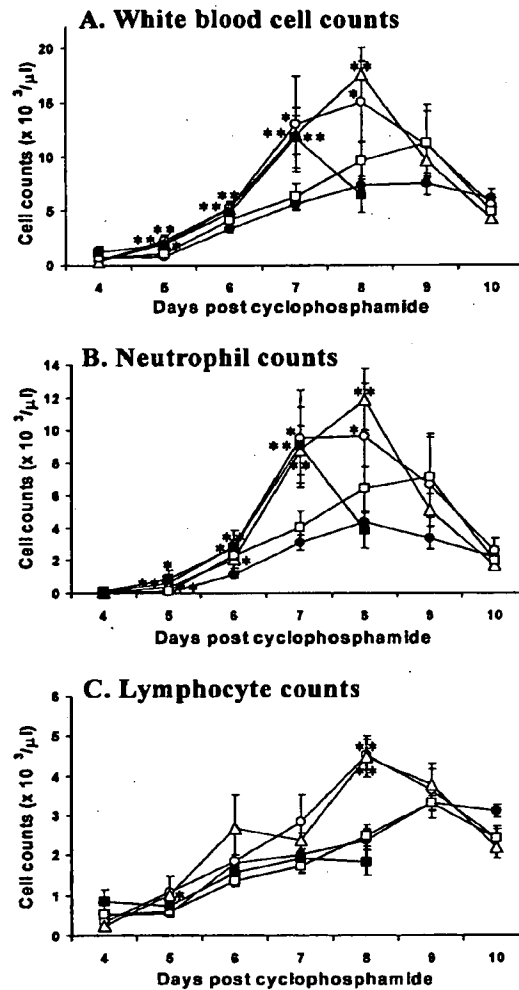 A. White blood cell counts
Cell counts (x 10 3/µl)
20
15
10
5
0
** ** * ** ** * ** ** * **
4 5 6 7 8 9 10
Days post cyclophosphamide
B. Neutrophil counts
Cell counts (x 10 3/µl)
14
12
10
8
6
4
2
0
4 5 6 7 8 9 10
Days post cyclophosphamide
C. Lymphocyte counts
Cell counts (x 10 3/µl)
6
5
4
3
2
1
0
4 5 6 7 8 9 10
Days post cyclophosphamide